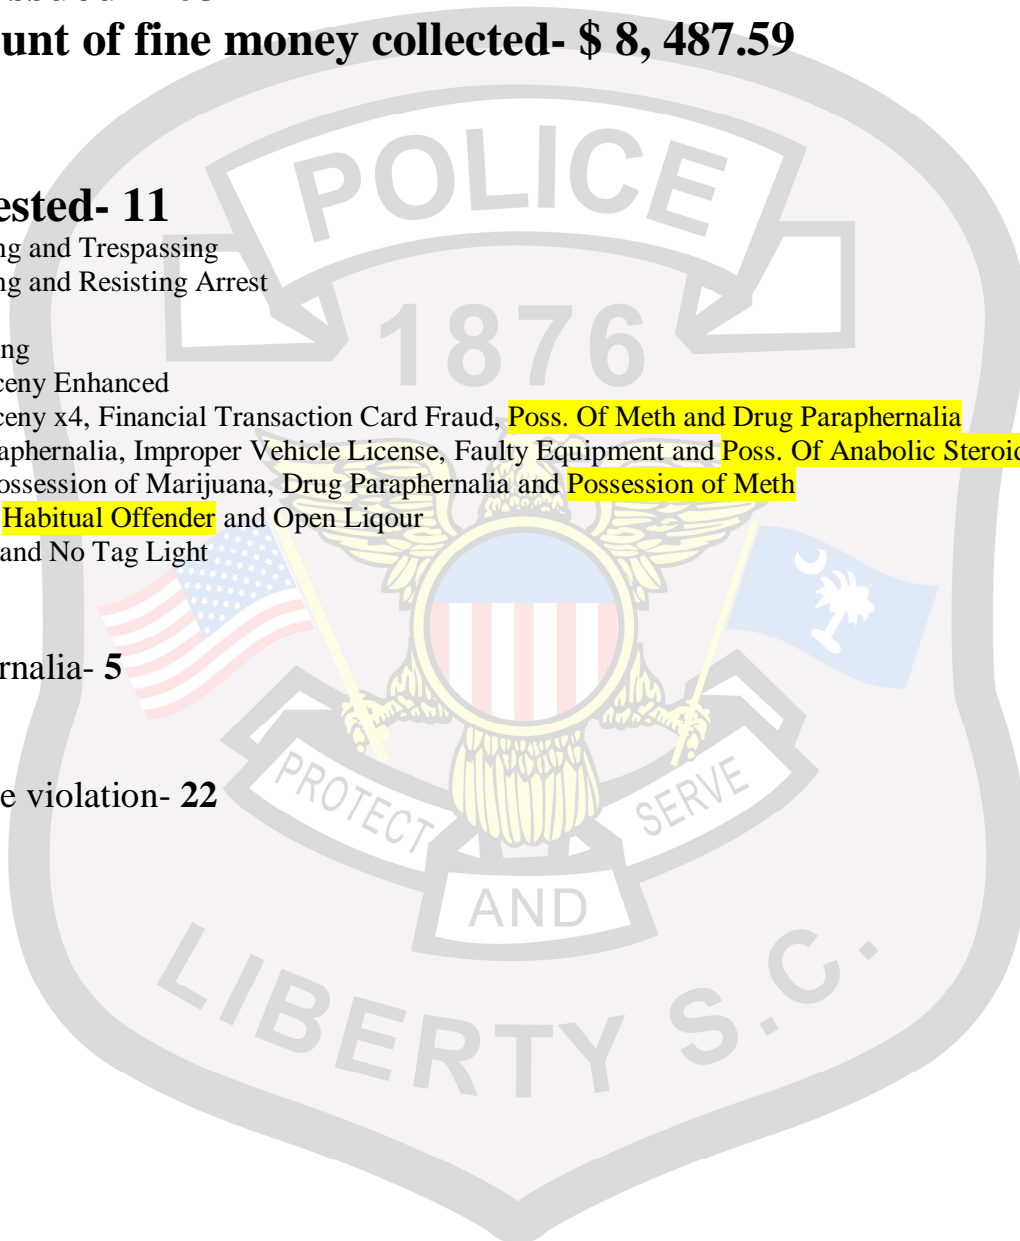 unt of fine money collected- $ 8, 487.59
ested- 11
ng and Trespassing
ng and Resisting Arrest
ng
ceny Enhanced
ceny x4, Financial Transaction Card Fraud, Poss. Of Meth and Drug Paraphernalia
aphernalia, Improper Vehicle License, Faulty Equipment and Poss. Of Anabolic Steroid
ossession of Marijuana, Drug Paraphernalia and Possession of Meth
Habitual Offender and Open Liqour
and No Tag Light
rnalia- 5
e violation- 22
POLICE
1876
PROTECT
AND
SERVE
LIBERTY S.C.